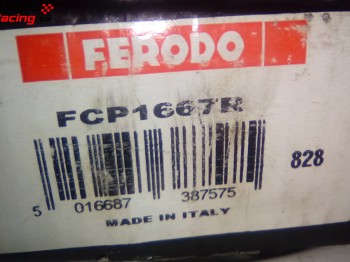 Racing
FERODO
FCP1667R
828
5 016687 387575
MADE IN ITALY